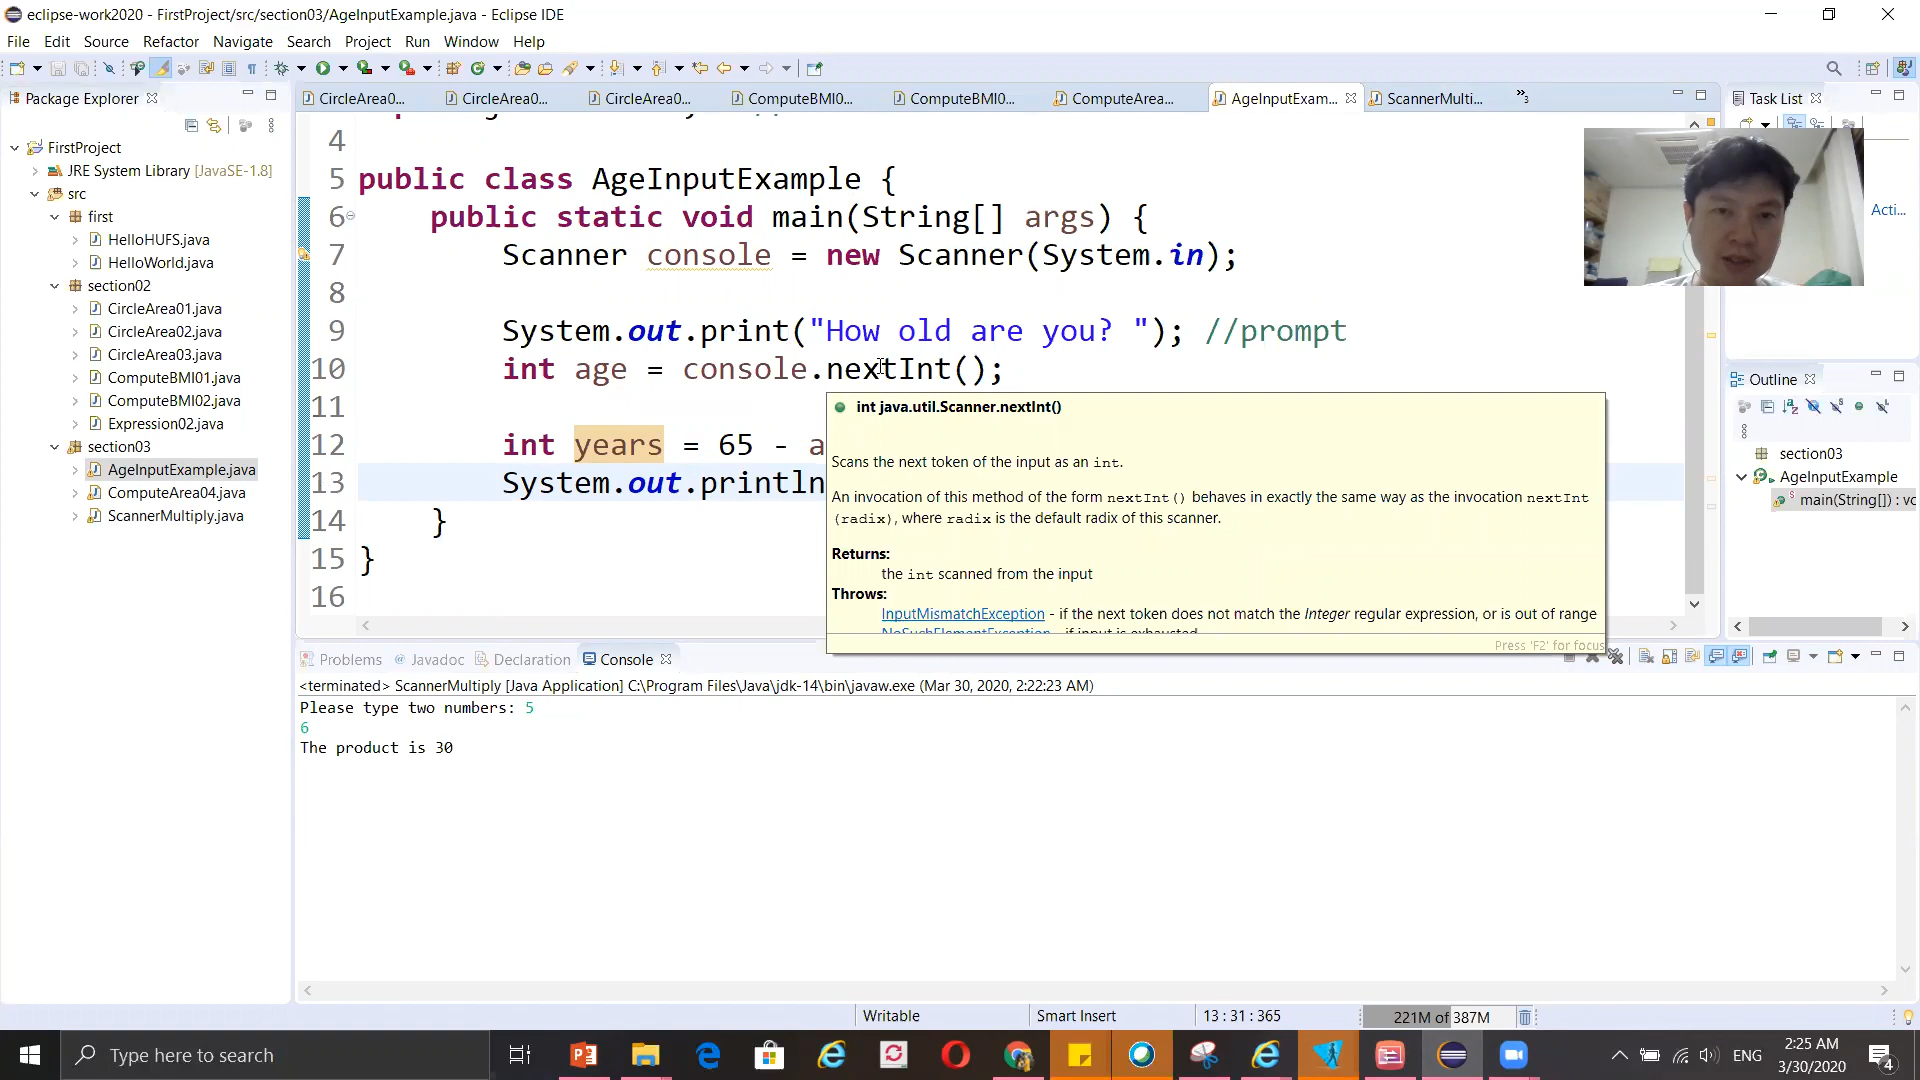 eclipse-work2020 - FirstProject/src/section03/AgeInputExample.java - Eclipse IDE
File Edit Source Refactor Navigate Search Project Run Window Help
Package Explorer
CircleArea0...
CircleArea0...
CircleArea0...
ComputeBMI0...
ComputeBMI0...
ComputeArea...
AgeInputExam...
ScannerMulti...
3
Task List
FirstProject
JRE System Library [JavaSE-1.8]
src
first
HelloHUFS.java
HelloWorld.java
section02
CircleArea01.java
CircleArea02.java
CircleArea03.java
ComputeBMI01.java
ComputeBMI02.java
Expression02.java
section03
AgeInputExample.java
ComputeArea04.java
ScannerMultiply.java
4
5 public class AgeInputExample {
6 public static void main(String[] args) {
7 Scanner console = new Scanner(System.in);
8
9 System.out.print("How old are you? "); //prompt
10 int age = console.nextInt();
11
12 int years = 65 - a
13 System.out.println
14 }
15 }
16
int java.util.Scanner.nextInt()
Scans the next token of the input as an int.
An invocation of this method of the form nextInt() behaves in exactly the same way as the invocation nextInt
(radix), where radix is the default radix of this scanner.
Returns:
the int scanned from the input
Throws:
InputMismatchException - if the next token does not match the Integer regular expression, or is out of range
NoSuchElementException - if input is exhausted
Press 'F2' for focus
Acti...
Outline
section03
AgeInputExample
main(String[]) : vc
Problems Javadoc Declaration Console
<terminated> ScannerMultiply [Java Application] C:\Program Files\Java\jdk-14\bin\javaw.exe (Mar 30, 2020, 2:22:23 AM)
Please type two numbers: 5
6
The product is 30
Writable Smart Insert 13 : 31 : 365 221M of 387M
Type here to search
ENG
2:25 AM
3/30/2020
4